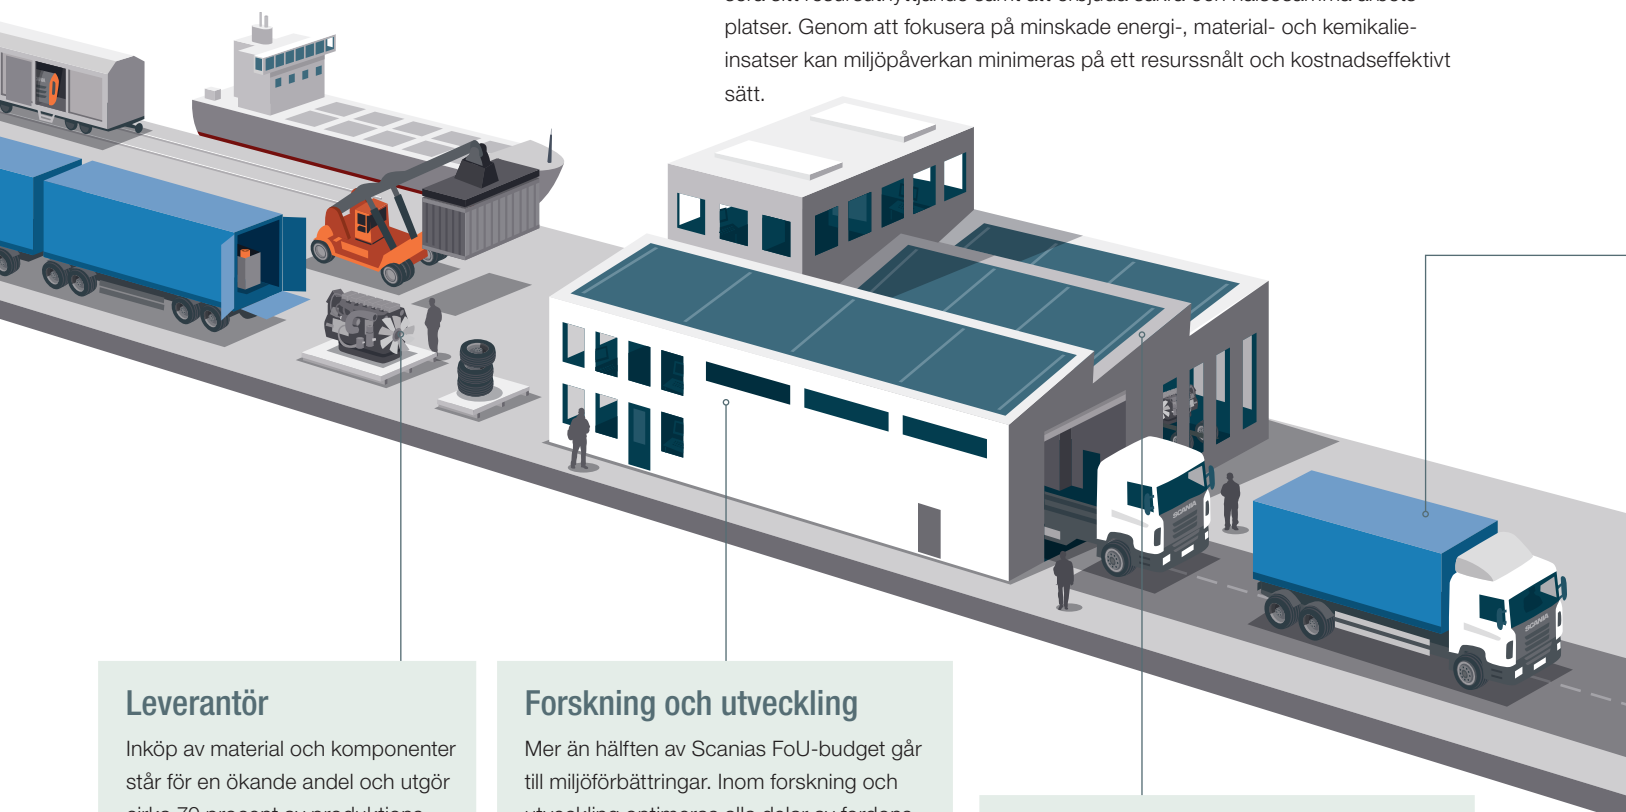 platser. Genom att fokusera på minskade energi-, material- och kemikalie-
insatser kan miljöpåverkan minimeras på ett resurssnålt och kostnadseffektivt
sätt.
SCANIA
SCANIA
Leverantör
Inköp av material och komponenter
står för en ökande andel och utgör
Forskning och utveckling
Mer än hälften av Scanias FoU-budget går
till miljöförbättringar. Inom forskning och